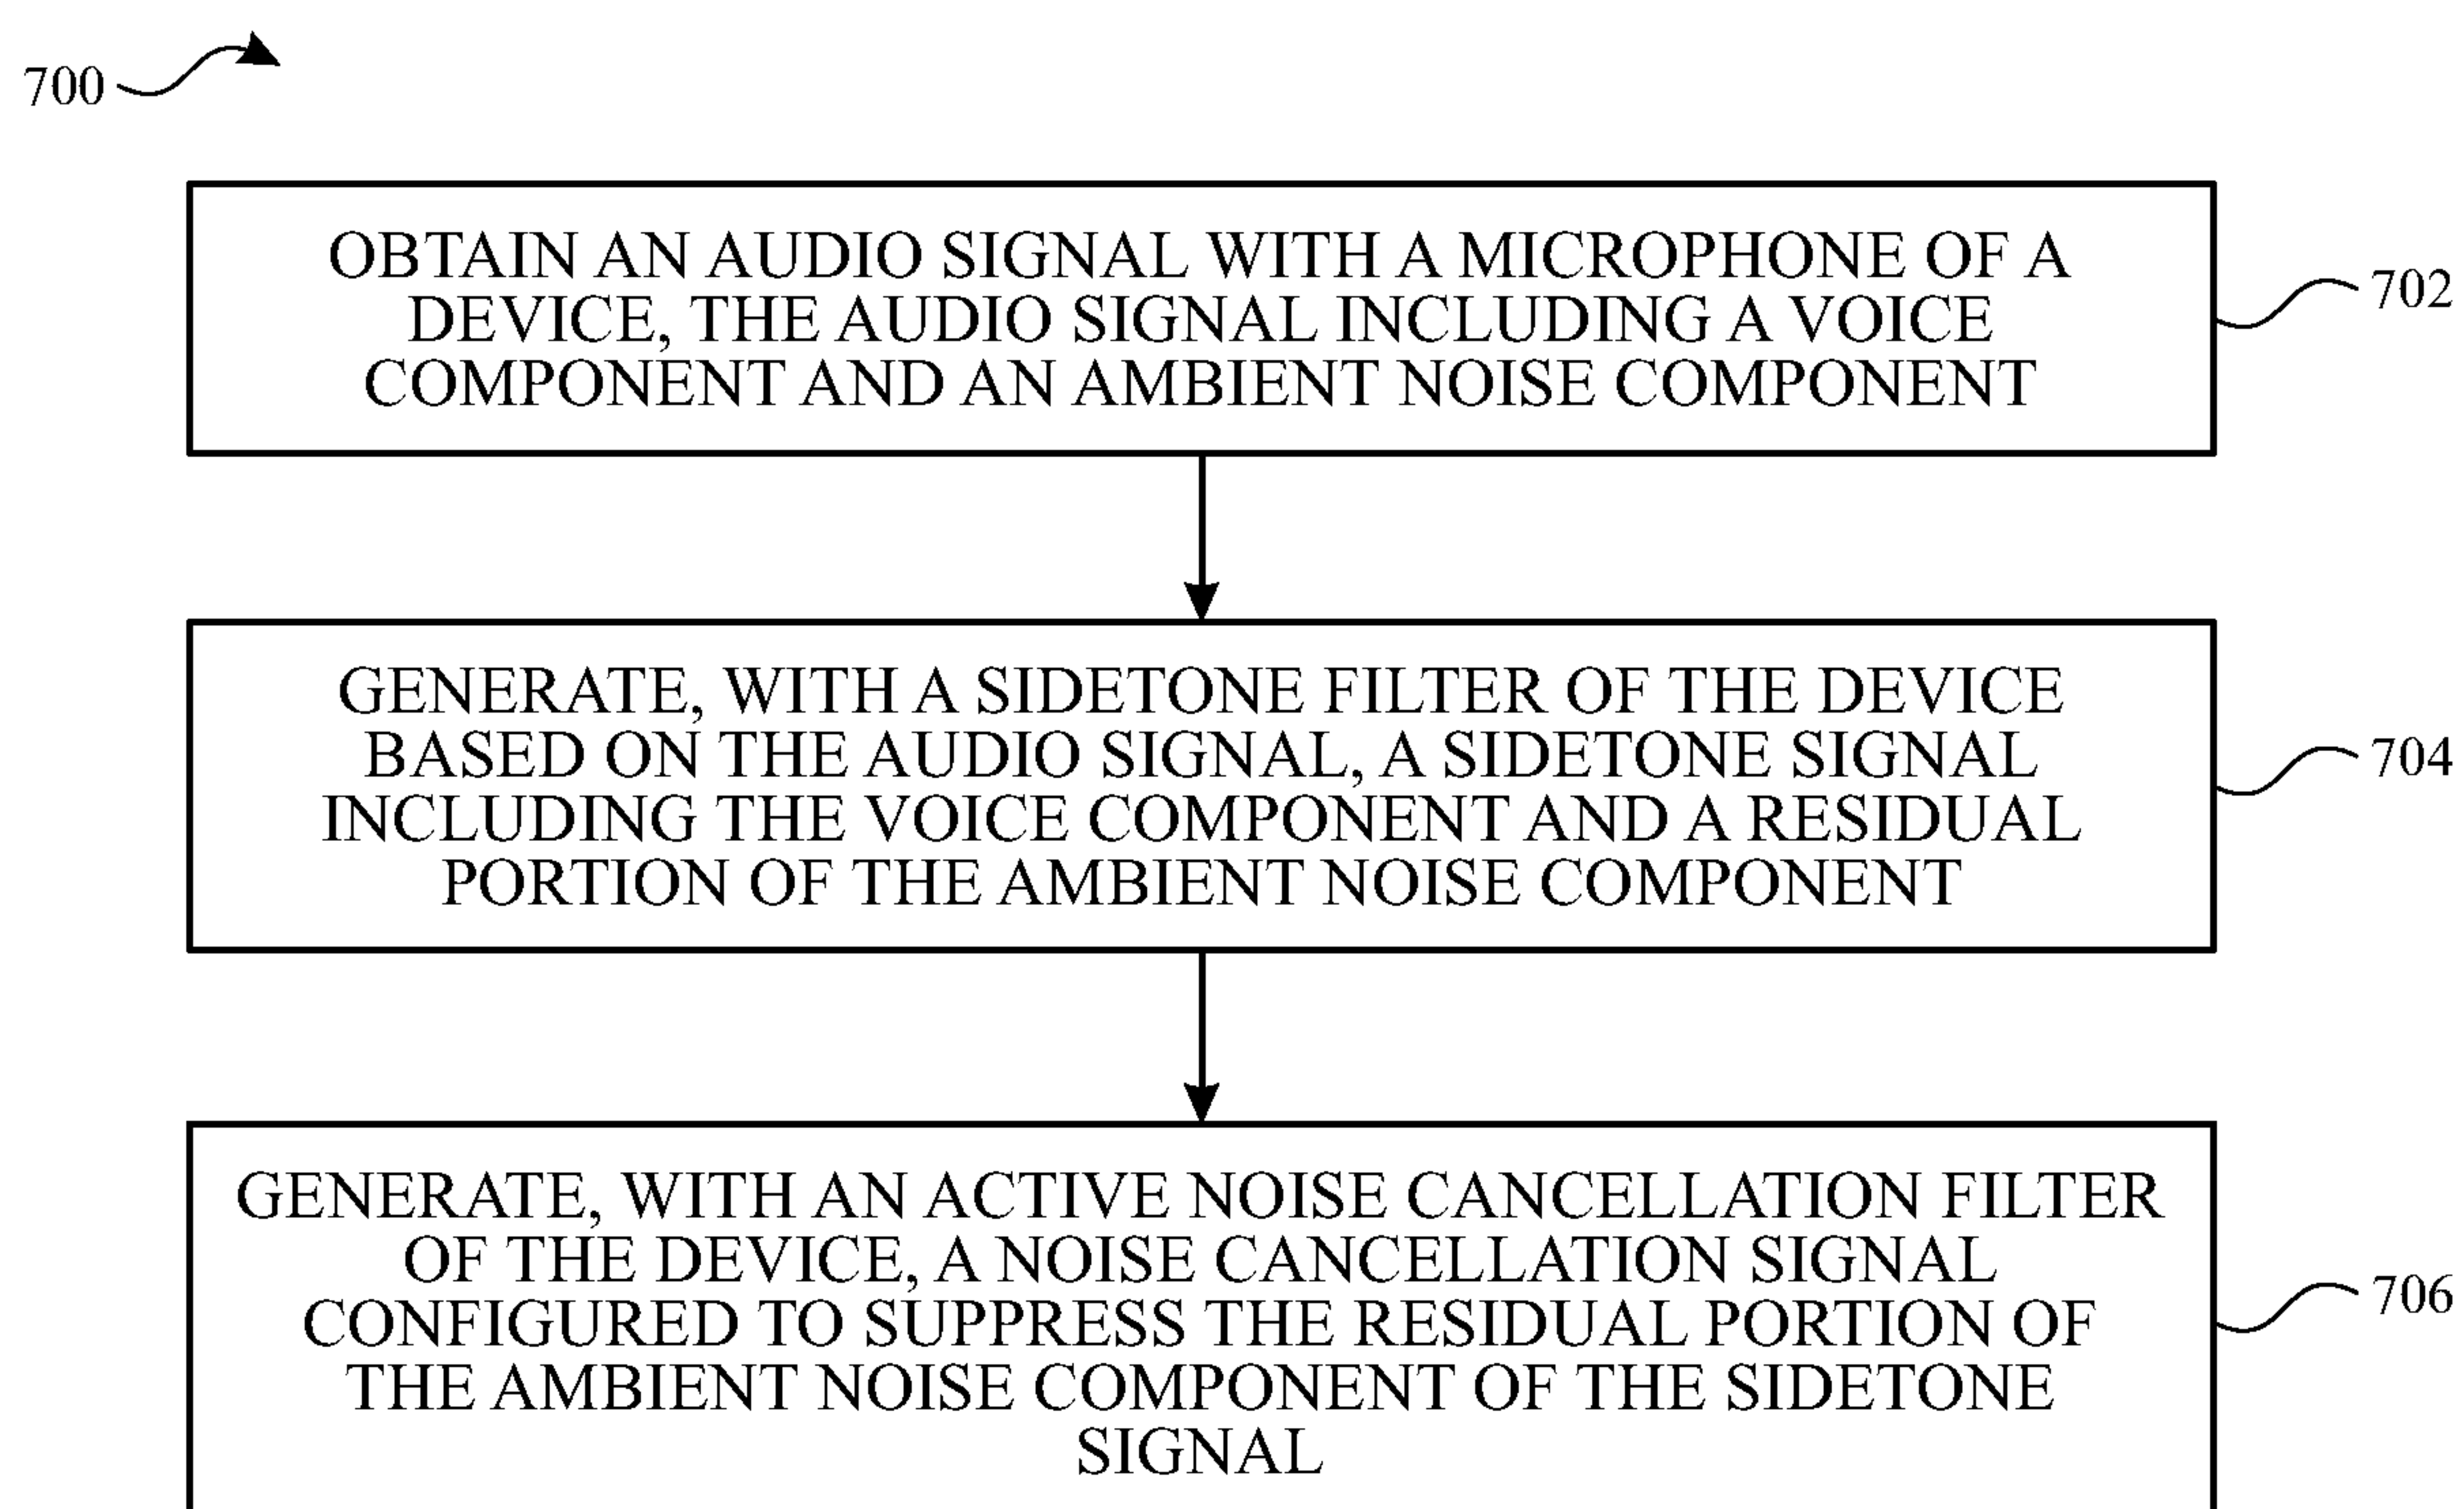 700
OBTAIN AN AUDIO SIGNAL WITH A MICROPHONE OF A
DEVICE, THE AUDIO SIGNAL INCLUDING A VOICE
COMPONENT AND AN AMBIENT NOISE COMPONENT
702
GENERATE, WITH A SIDETONE FILTER OF THE DEVICE
BASED ON THE AUDIO SIGNAL, A SIDETONE SIGNAL
INCLUDING THE VOICE COMPONENT AND A RESIDUAL
PORTION OF THE AMBIENT NOISE COMPONENT
704
GENERATE, WITH AN ACTIVE NOISE CANCELLATION FILTER
OF THE DEVICE, A NOISE CANCELLATION SIGNAL
CONFIGURED TO SUPPRESS THE RESIDUAL PORTION OF
THE AMBIENT NOISE COMPONENT OF THE SIDETONE
SIGNAL
706